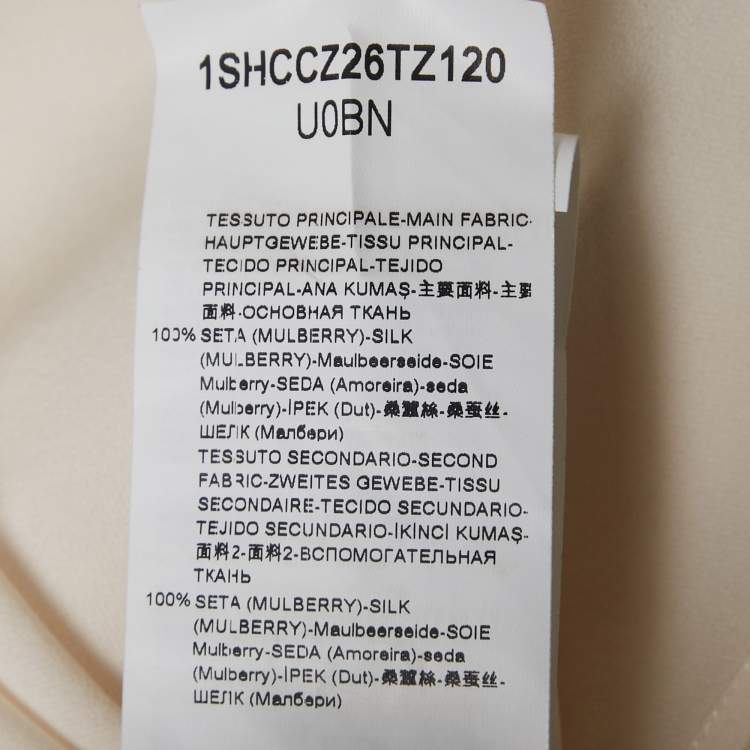 1SHCCZ26TZ120
U0BN
TESSUTO PRINCIPALE-MAIN FABRIC-
HAUPTGEWEBE-TISSU PRINCIPAL-
TECIDO PRINCIPAL-TEJIDO
PRINCIPAL-ANA KUMAŞ-主要面料-主要
面料-ОСНОВНАЯ ТКАНЬ
100% SETA (MULBERRY)-SILK
(MULBERRY)-Maulbeerseide-SOIE
Mulberry-SEDA (Amoreira)-seda
(Mulberry)-İPEK (Dut)-桑蠶絲-桑蚕丝-
ШЕЛК (Малбери)
TESSUTO SECONDARIO-SECOND
FABRIC-ZWEITES GEWEBE-TISSU
SECONDAIRE-TECIDO SECUNDARIO-
TEJIDO SECUNDARIO-İKİNCİ KUMAŞ-
面料2-面料2-ВСПОМОГАТЕЛЬНАЯ
ТКАНЬ
100% SETA (MULBERRY)-SILK
(MULBERRY)-Maulbeerseide-SOIE
Mulberry-SEDA (Amoreira)-seda
(Mulberry)-İPEK (Dut)-桑蠶絲-桑蚕丝-
ШЕЛК (Малбери)